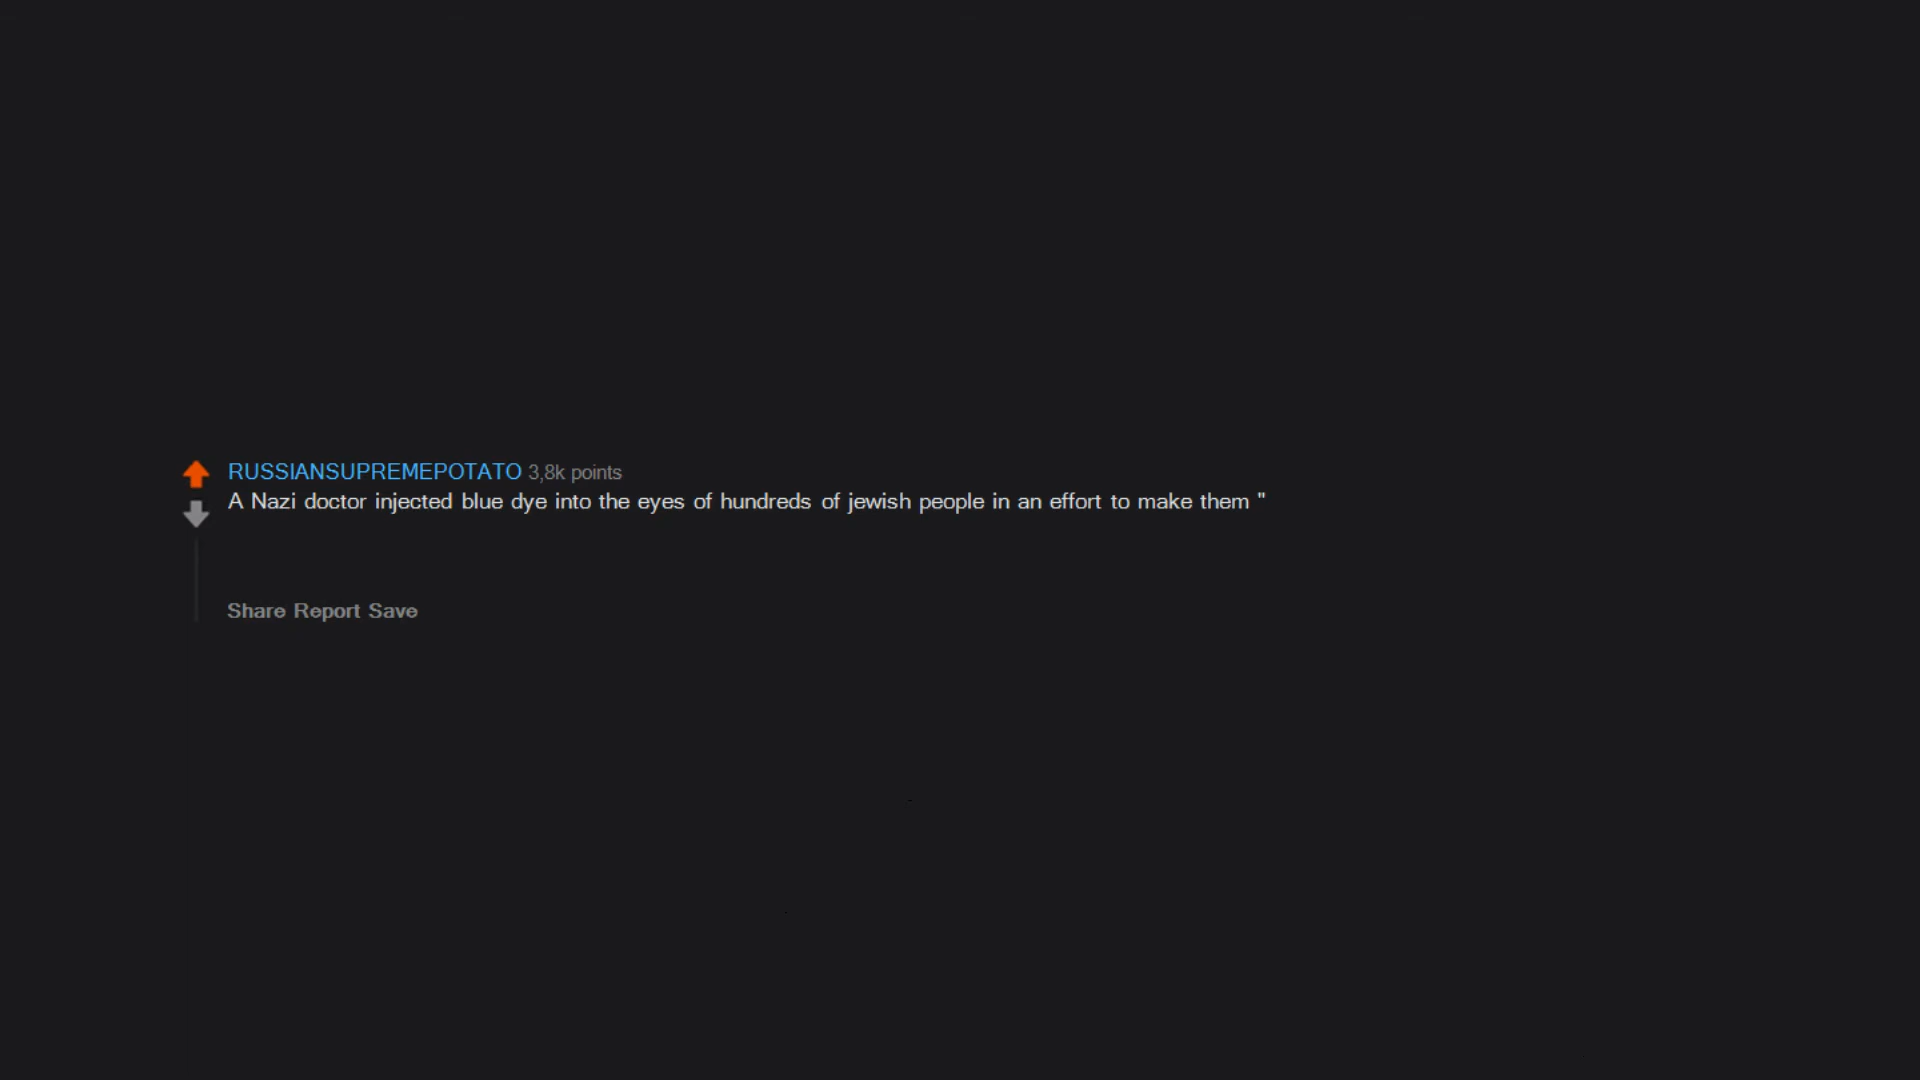 RUSSIANSUPREMEPOTATO 3,8k points
A Nazi doctor injected blue dye into the eyes of hundreds of jewish people in an effort to make them "
Share Report Save